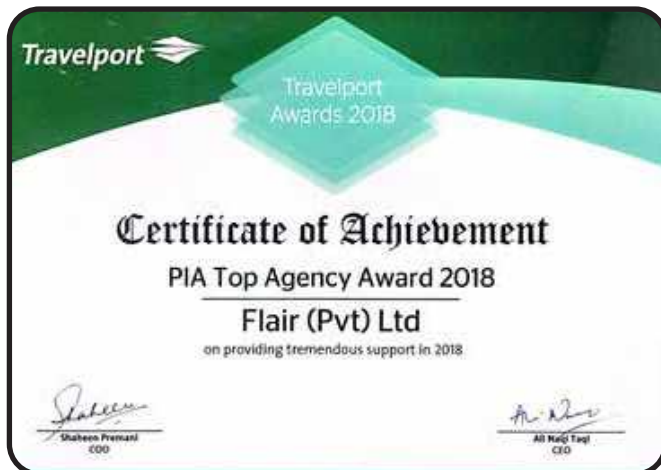 Travelport
Travelport
Awards 2018
Certificate of Achievement
PIA Top Agency Award 2018
Flair (Pvt) Ltd
on providing tremendous support in 2018
Shaheen
Shaheen Premani
COO
Ali Naqi Taqi
CEO